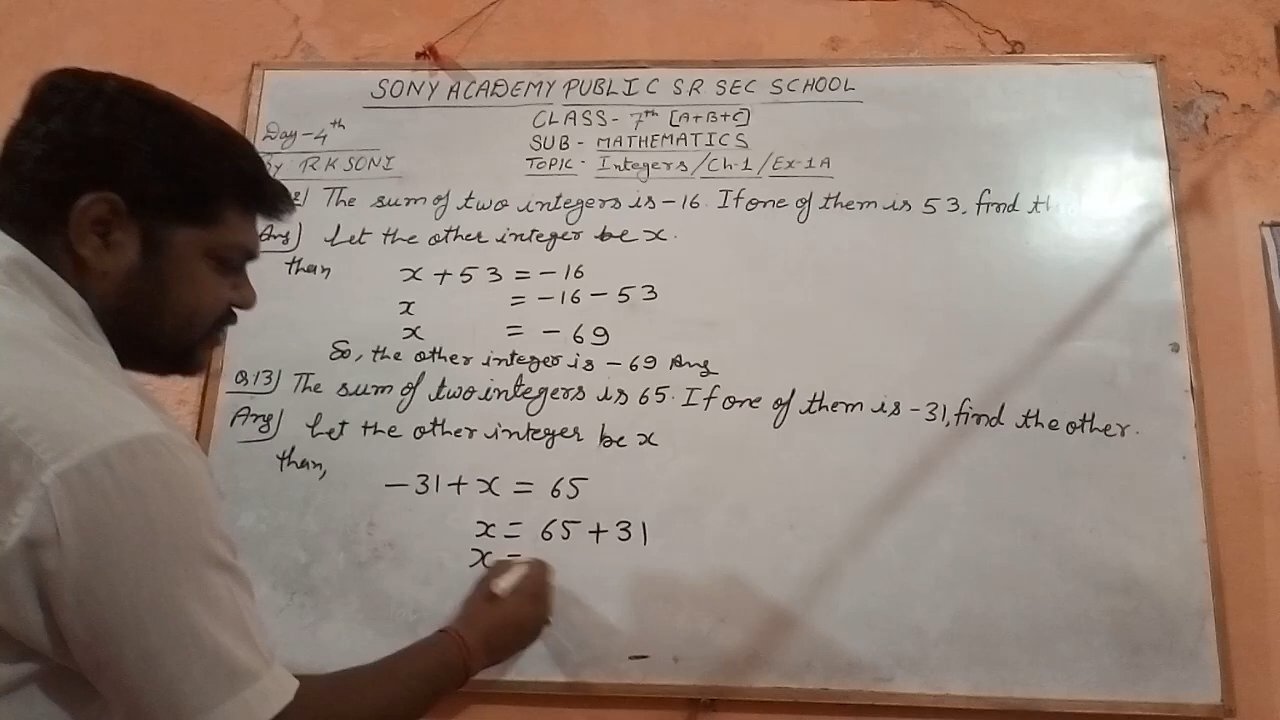 SONY ACADEMY PUBLIC SR. SEC SCHOOL
CLASS- 7th [A+B+C]
Day-4th
SUB - MATHEMATICS
By RK SONI
TOPIC - Integers/Ch-1/Ex-1A
The sum of two integers is -16. If one of them is 53, find
Ans) Let the other integer be x.
than x + 53 = -16
x = -16 - 53
x = - 69
So, the other integer is - 69 Ans
Q.13) The sum of two integers is 65. If one of them is -31, find the other.
Ans) Let the other integer be x
than,
-31 + x = 65
x = 65 + 31
x =